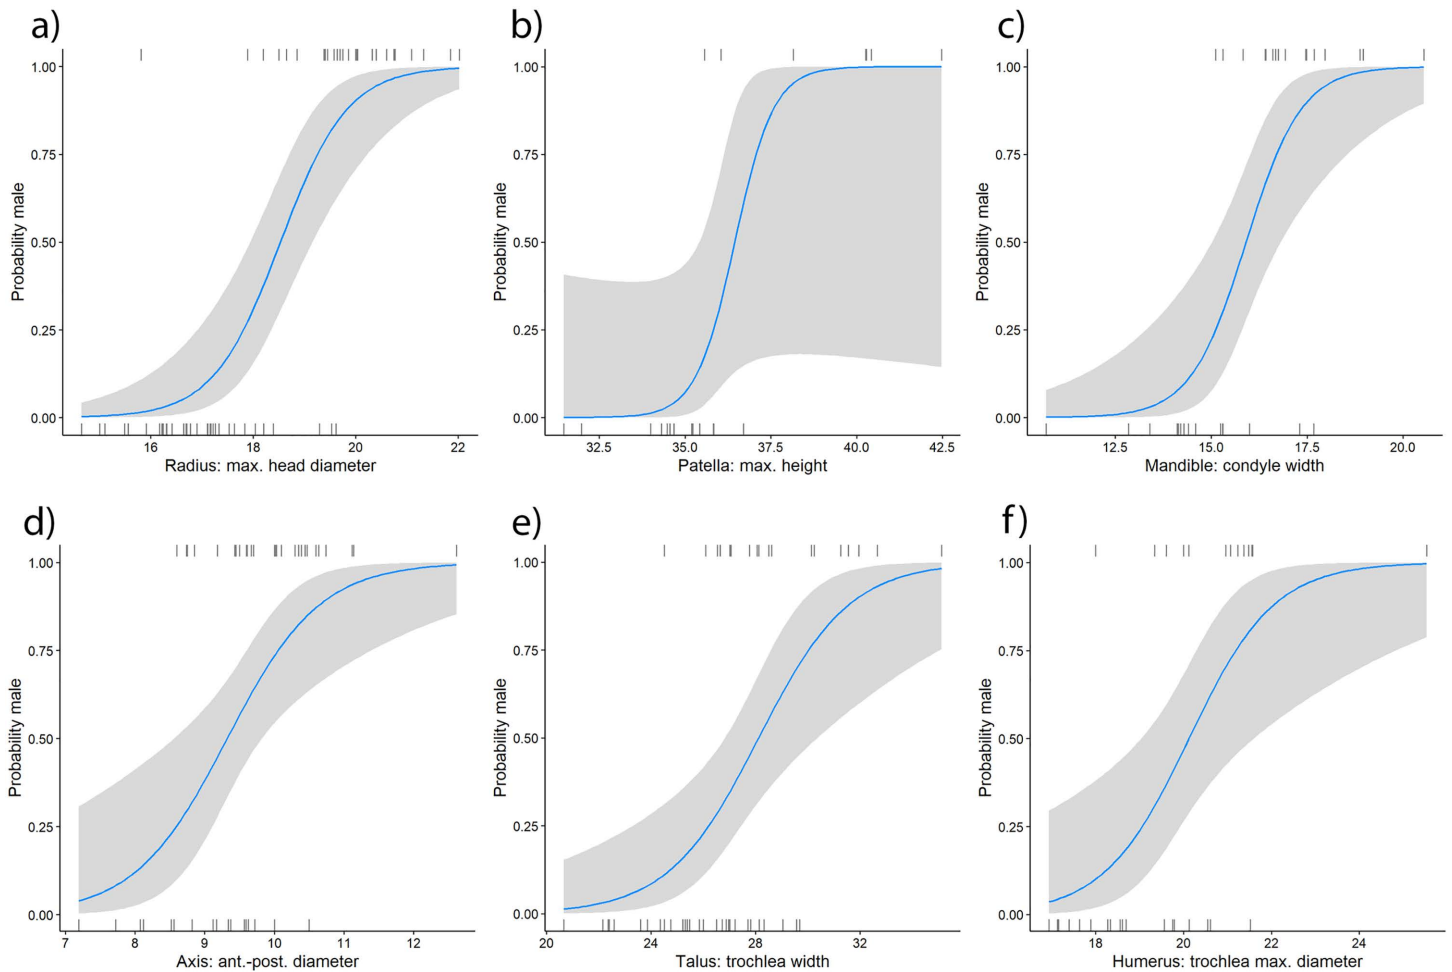 a)
1.00
0.75
0.50
0.25
0.00
Probability male
16 18 20 22
Radius: max. head diameter
b)
1.00
0.75
0.50
0.25
0.00
Probability male
32.5 35.0 37.5 40.0 42.5
Patella: max. height
c)
1.00
0.75
0.50
0.25
0.00
Probability male
12.5 15.0 17.5 20.0
Mandible: condyle width
d)
1.00
0.75
0.50
0.25
0.00
Probability male
7 8 9 10 11 12
Axis: ant.-post. diameter
e)
1.00
0.75
0.50
0.25
0.00
Probability male
20 24 28 32
Talus: trochlea width
f)
1.00
0.75
0.50
0.25
0.00
Probability male
18 20 22 24
Humerus: trochlea max. diameter